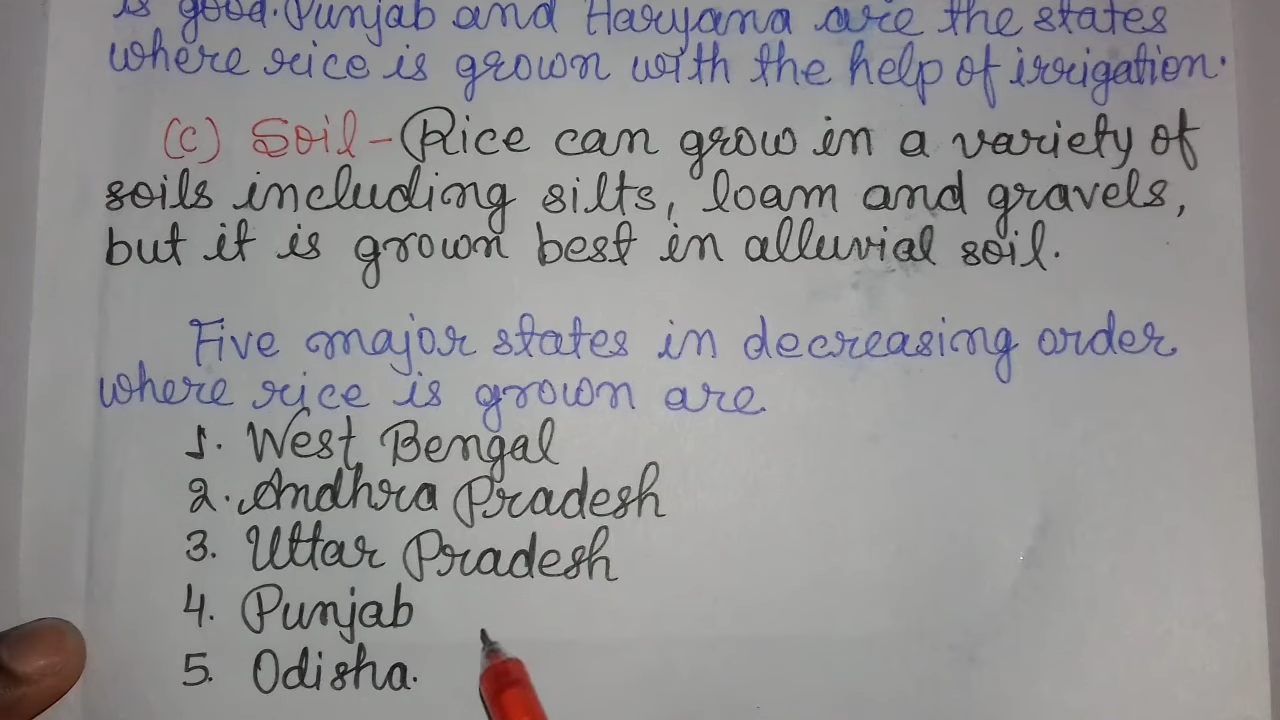 is good. Punjab and Haryana are the states
where rice is grown with the help of irrigation.
(c) Soil - Rice can grow in a variety of
soils including silts, loam and gravels,
but it is grown best in alluvial soil.
Five major states in decreasing order
where rice is grown are
1. West Bengal
2. Andhra Pradesh
3. Uttar Pradesh
4. Punjab
5. Odisha.